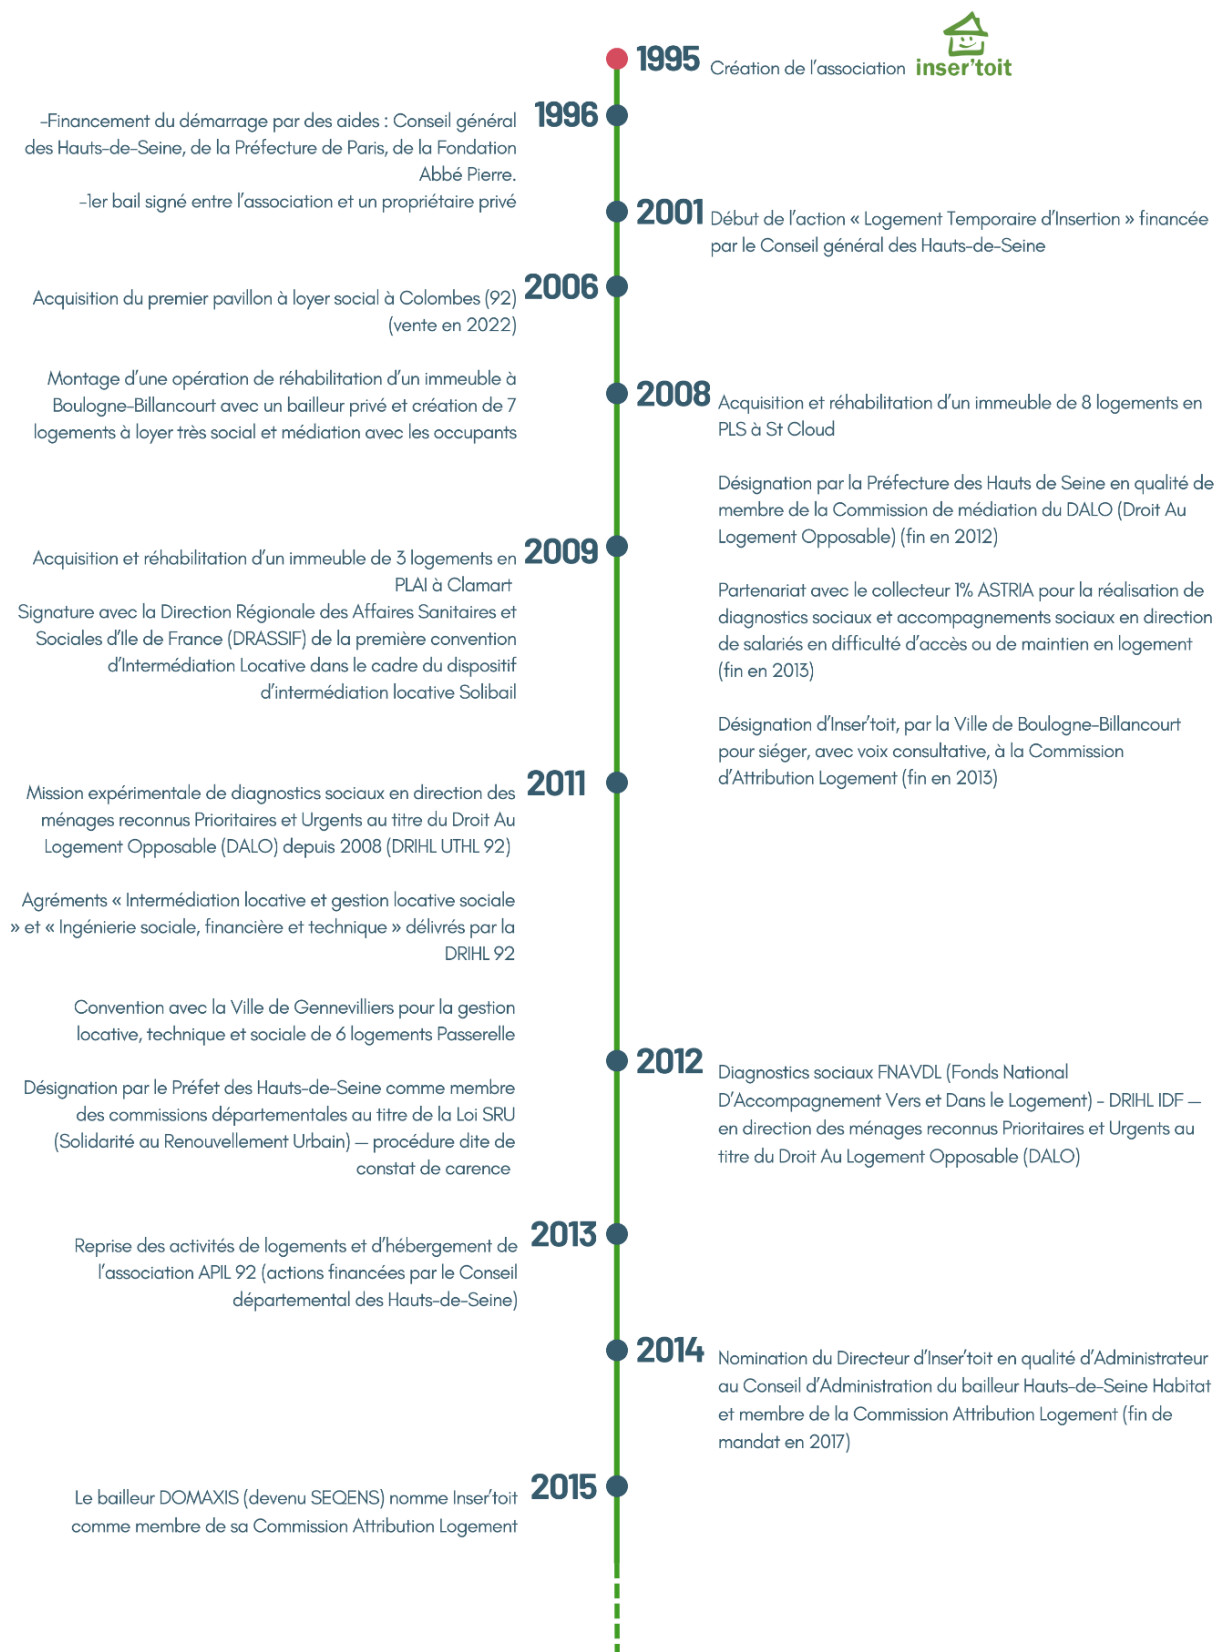 1995 Création de l'association inser'toit
1996
-Financement du démarrage par des aides : Conseil général
des Hauts-de-Seine, de la Préfecture de Paris, de la Fondation
Abbé Pierre.
-1er bail signé entre l'association et un propriétaire privé
2001 Début de l'action « Logement Temporaire d'Insertion » financée
par le Conseil général des Hauts-de-Seine
2006
Acquisition du premier pavillon à loyer social à Colombes (92)
(vente en 2022)
Montage d'une opération de réhabilitation d'un immeuble à
Boulogne-Billancourt avec un bailleur privé et création de 7
logements à loyer très social et médiation avec les occupants
2008
Acquisition et réhabilitation d'un immeuble de 8 logements en
PLS à St Cloud
Désignation par la Préfecture des Hauts de Seine en qualité de
membre de la Commission de médiation du DALO (Droit Au
Logement Opposable) (fin en 2012)
Partenariat avec le collecteur 1% ASTRIA pour la réalisation de
diagnostics sociaux et accompagnements sociaux en direction
de salariés en difficulté d'accès ou de maintien en logement
(fin en 2013)
Désignation d'Inser'toit, par la Ville de Boulogne-Billancourt
pour siéger, avec voix consultative, à la Commission
d'Attribution Logement (fin en 2013)
2009
Acquisition et réhabilitation d'un immeuble de 3 logements en
PLAI à Clamart
Signature avec la Direction Régionale des Affaires Sanitaires et
Sociales d'Ile de France (DRASSIF) de la première convention
d'Intermédiation Locative dans le cadre du dispositif
d'intermédiation locative Solibail
2011
Mission expérimentale de diagnostics sociaux en direction des
ménages reconnus Prioritaires et Urgents au titre du Droit Au
Logement Opposable (DALO) depuis 2008 (DRIHL UTHL 92)
Agréments « Intermédiation locative et gestion locative sociale
» et « Ingénierie sociale, financière et technique » délivrés par la
DRIHL 92
Convention avec la Ville de Gennevilliers pour la gestion
locative, technique et sociale de 6 logements Passerelle
Désignation par le Préfet des Hauts-de-Seine comme membre
des commissions départementales au titre de la Loi SRU
(Solidarité au Renouvellement Urbain) – procédure dite de
constat de carence
2012
Diagnostics sociaux FNAVDL (Fonds National
D'Accompagnement Vers et Dans le Logement) - DRIHL IDF –
en direction des ménages reconnus Prioritaires et Urgents au
titre du Droit Au Logement Opposable (DALO)
2013
Reprise des activités de logements et d'hébergement de
l'association APIL 92 (actions financées par le Conseil
départemental des Hauts-de-Seine)
2014
Nomination du Directeur d'Inser'toit en qualité d'Administrateur
au Conseil d'Administration du bailleur Hauts-de-Seine Habitat
et membre de la Commission Attribution Logement (fin de
mandat en 2017)
2015
Le bailleur DOMAXIS (devenu SEQENS) nomme Inser'toit
comme membre de sa Commission Attribution Logement